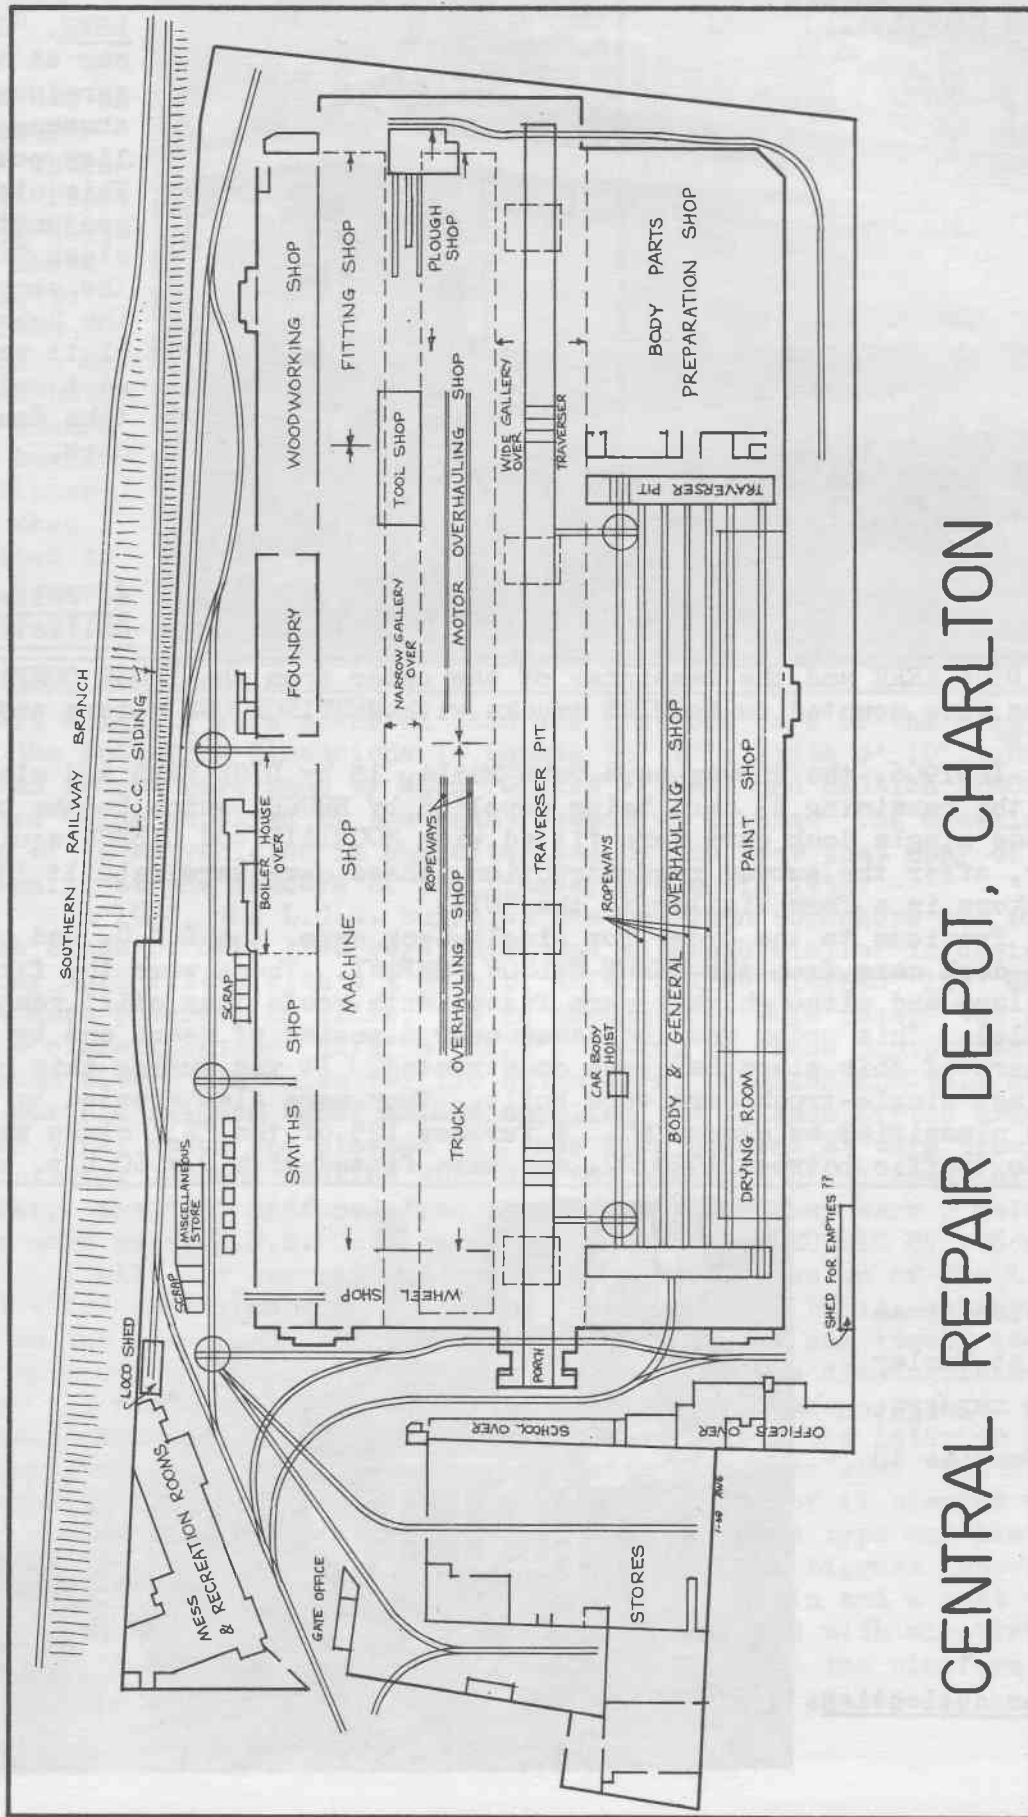 SOUTHERN RAILWAY BRANCH
L.C.C. SIDING
LOCO SHED
SCRAP
MISCELLANEOUS
STORE
SCRAP
BOILER HOUSE
OVER
MESS
& RECREATION ROOMS
GATE OFFICE
SMITHS SHOP
FOUNDRY
WOODWORKING SHOP
MACHINE SHOP
FITTING SHOP
WHEEL
SHOP
NARROW GALLERY
OVER
TOOL SHOP
ROPEWAYS
TRUCK OVERHAULING SHOP
MOTOR OVERHAULING SHOP
PLOUGH
SHOP
WIDE GALLERY
OVER
PORCH
TRAVERSER PIT
TRAVERSER
SCHOOL OVER
CAR BODY
HOIST
ROPEWAYS
TRAVERSER PIT
BODY PARTS
PREPARATION SHOP
BODY & GENERAL OVERHAULING SHOP
STORES
OFFICES OVER
1-68 AWG
DRYING ROOM
PAINT SHOP
SHED FOR EMPTIES ??
CENTRAL REPAIR DEPOT, CHARLTON